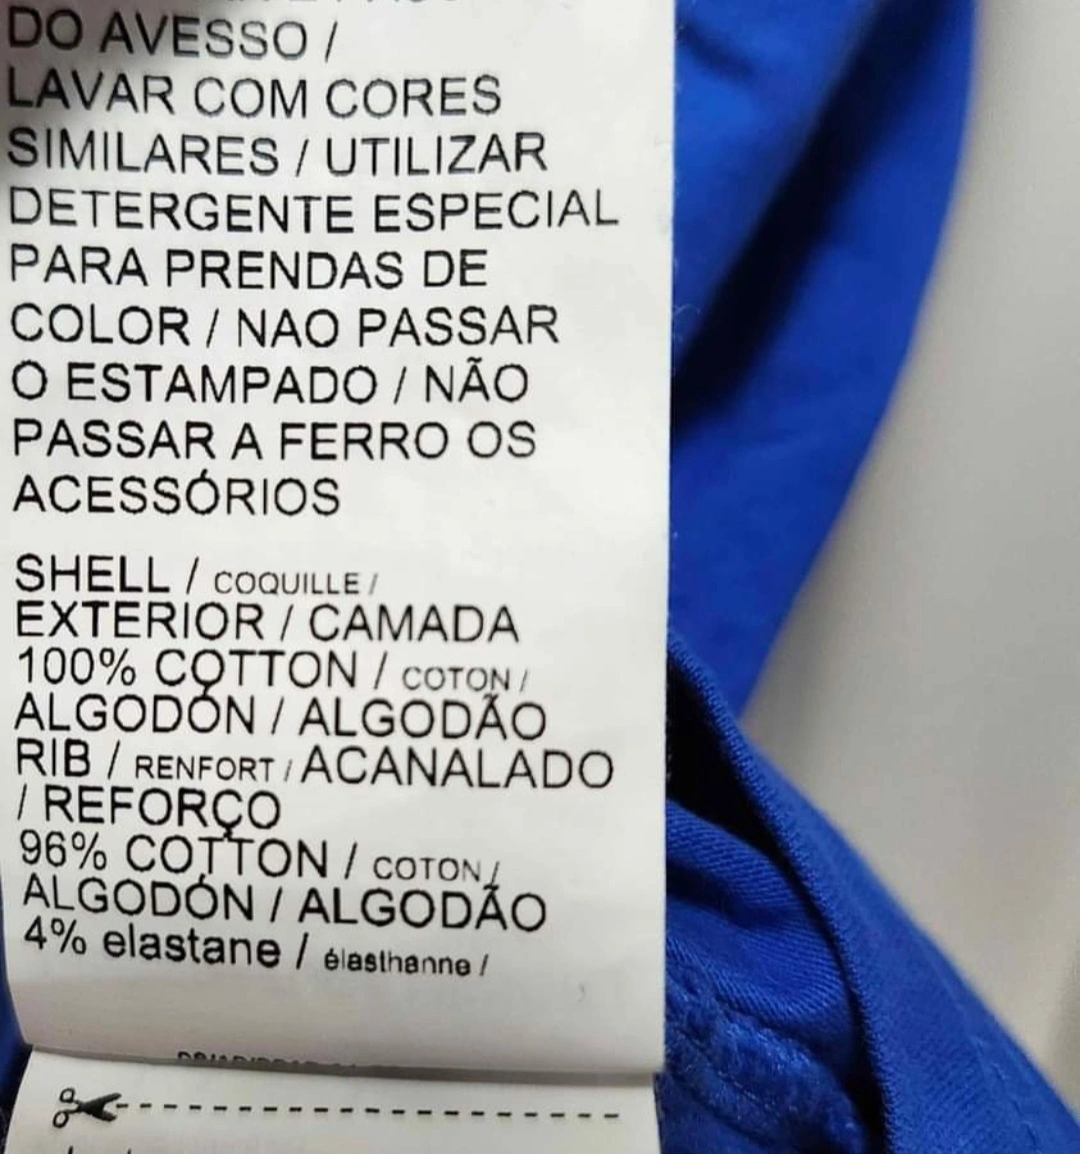 DO AVESSO /
LAVAR COM CORES
SIMILARES / UTILIZAR
DETERGENTE ESPECIAL
PARA PRENDAS DE
COLOR / NAO PASSAR
O ESTAMPADO / NÃO
PASSAR A FERRO OS
ACESSÓRIOS
SHELL / COQUILLE /
EXTERIOR / CAMADA
100% COTTON / COTON /
ALGODÓN / ALGODÃO
RIB / RENFORT / ACANALADO
/ REFORÇO
96% COTTON / COTON /
ALGODÓN / ALGODÃO
4% elastane / élasthanne /